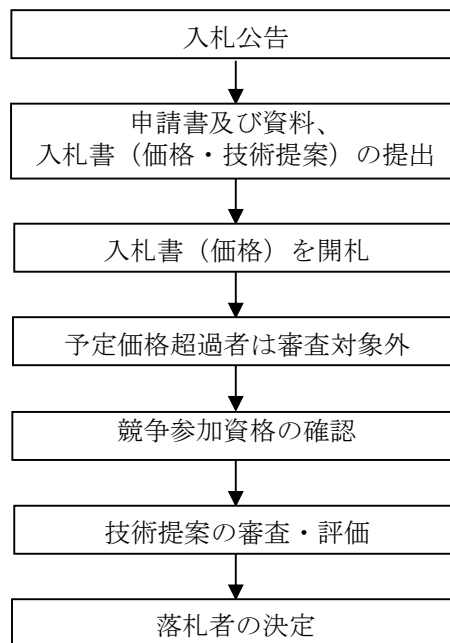 入札公告
申請書及び資料、
入札書（価格・技術提案）の提出
入札書（価格）を開札
予定価格超過者は審査対象外
競争参加資格の確認
技術提案の審査・評価
落札者の決定